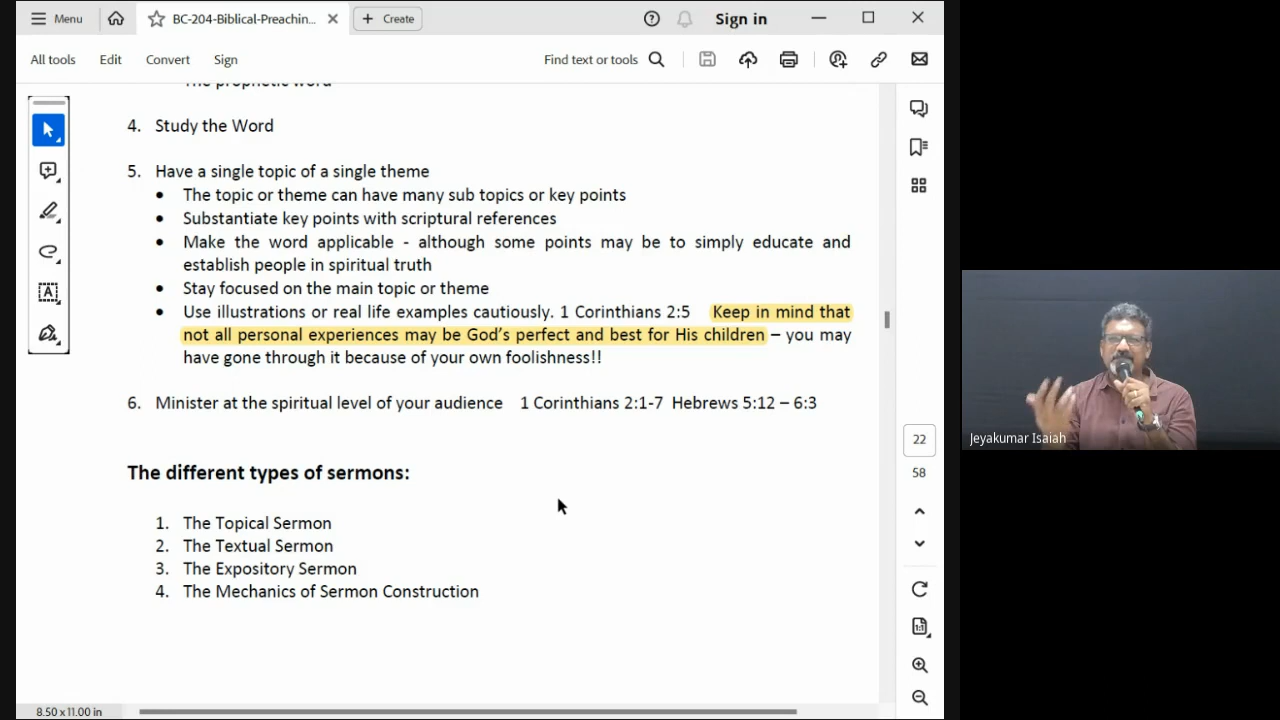 Menu
BC-204-Biblical-Preachin...
Create
Sign in
All tools
Edit
Convert
Sign
Find text or tools
The prophetic word
4. Study the Word
5. Have a single topic of a single theme
• The topic or theme can have many sub topics or key points
• Substantiate key points with scriptural references
• Make the word applicable - although some points may be to simply educate and
establish people in spiritual truth
• Stay focused on the main topic or theme
• Use illustrations or real life examples cautiously. 1 Corinthians 2:5 Keep in mind that
not all personal experiences may be God's perfect and best for His children – you may
have gone through it because of your own foolishness!!
6. Minister at the spiritual level of your audience 1 Corinthians 2:1-7 Hebrews 5:12 – 6:3
The different types of sermons:
1. The Topical Sermon
2. The Textual Sermon
3. The Expository Sermon
4. The Mechanics of Sermon Construction
22
58
8.50 x 11.00 in
Jeyakumar Isaiah